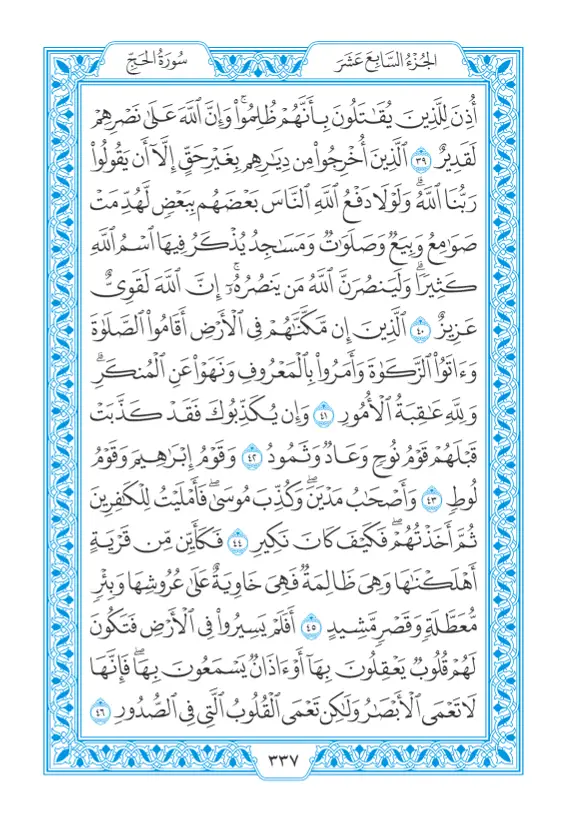 الجُزْءُ السَّابِعَ عَشَرَ
سُورَةُ الحَجِّ
أُذِنَ لِلَّذِينَ يُقَٰتَلُونَ بِأَنَّهُمْ ظُلِمُوا۟ ۚ وَإِنَّ ٱللَّهَ عَلَىٰ نَصْرِهِمْ
لَقَدِيرٌ ٣٩ ٱلَّذِينَ أُخْرِجُوا۟ مِن دِيَٰرِهِم بِغَيْرِ حَقٍّ إِلَّآ أَن يَقُولُوا۟
رَبُّنَا ٱللَّهُ ۗ وَلَوْلَا دَفْعُ ٱللَّهِ ٱلنَّاسَ بَعْضَهُم بِبَعْضٍ لَّهُدِّمَتْ
صَوَٰمِعُ وَبِيَعٌ وَصَلَوَٰتٌ وَمَسَٰجِدُ يُذْكَرُ فِيهَا ٱسْمُ ٱللَّهِ
كَثِيرًا ۗ وَلَيَنصُرَنَّ ٱللَّهُ مَن يَنصُرُهُۥٓ ۗ إِنَّ ٱللَّهَ لَقَوِىٌّ
عَزِيزٌ ٤٠ ٱلَّذِينَ إِن مَّكَّنَّٰهُمْ فِى ٱلْأَرْضِ أَقَامُوا۟ ٱلصَّلَوٰةَ
وَءَاتَوُا۟ ٱلزَّكَوٰةَ وَأَمَرُوا۟ بِٱلْمَعْرُوفِ وَنَهَوْا۟ عَنِ ٱلْمُنكَرِ ۗ
وَلِلَّهِ عَٰقِبَةُ ٱلْأُمُورِ ٤١ وَإِن يُكَذِّبُوكَ فَقَدْ كَذَّبَتْ
قَبْلَهُمْ قَوْمُ نُوحٍ وَعَادٌ وَثَمُودُ ٤٢ وَقَوْمُ إِبْرَٰهِيمَ وَقَوْمُ
لُوطٍ ٤٣ وَأَصْحَٰبُ مَدْيَنَ ۖ وَكُذِّبَ مُوسَىٰ فَأَمْلَيْتُ لِلْكَٰفِرِينَ
ثُمَّ أَخَذْتُهُمْ ۖ فَكَيْفَ كَانَ نَكِيرِ ٤٤ فَكَأَيِّن مِّن قَرْيَةٍ
أَهْلَكْنَٰهَا وَهِىَ ظَالِمَةٌ فَهِىَ خَاوِيَةٌ عَلَىٰ عُرُوشِهَا وَبِئْرٍ
مُّعَطَّلَةٍ وَقَصْرٍ مَّشِيدٍ ٤٥ أَفَلَمْ يَسِيرُوا۟ فِى ٱلْأَرْضِ فَتَكُونَ
لَهُمْ قُلُوبٌ يَعْقِلُونَ بِهَآ أَوْ ءَاذَانٌ يَسْمَعُونَ بِهَا ۖ فَإِنَّهَا
لَا تَعْمَى ٱلْأَبْصَٰرُ وَلَٰكِن تَعْمَى ٱلْقُلُوبُ ٱلَّتِى فِى ٱلصُّدُورِ ٤٦
٣٣٧